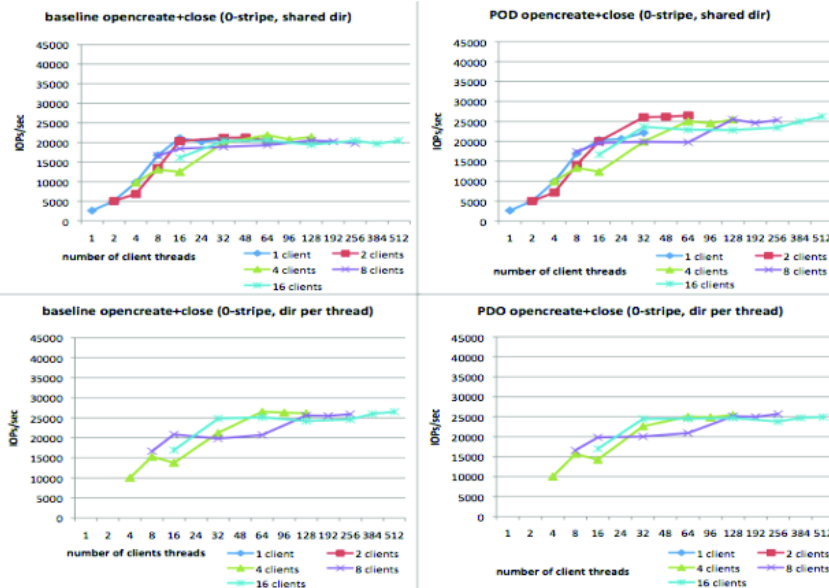 baseline opencreate+close (0-stripe, shared dir)
45000
40000
35000
30000
25000
20000
15000
10000
5000
0
IOPs/sec
1 2 4 8 16 24 32 48 64 96 128 192 256 384 512
number of client threads
1 client 2 clients
4 clients 8 clients
16 clients
POD opencreate+close (0-stripe, shared dir)
45000
40000
35000
30000
25000
20000
15000
10000
5000
0
IOPs/sec
1 2 4 8 16 24 32 48 64 96 128 192 256 384 512
number of client threads
1 client 2 clients
4 clients 8 clients
16 clients
baseline opencreate+close (0-stripe, dir per thread)
45000
40000
35000
30000
25000
20000
15000
10000
5000
0
IOPs/sec
1 2 4 8 16 24 32 48 64 96 128 192 256 384 512
number of clients threads
1 client 2 clients
4 clients 8 clients
16 clients
PDO opencreate+close (0-stripe, dir per thread)
45000
40000
35000
30000
25000
20000
15000
10000
5000
0
IOPs/sec
1 2 4 8 16 24 32 48 64 96 128 192 256 384 512
number of client threads
1 client 2 clients
4 clients 8 clients
16 clients